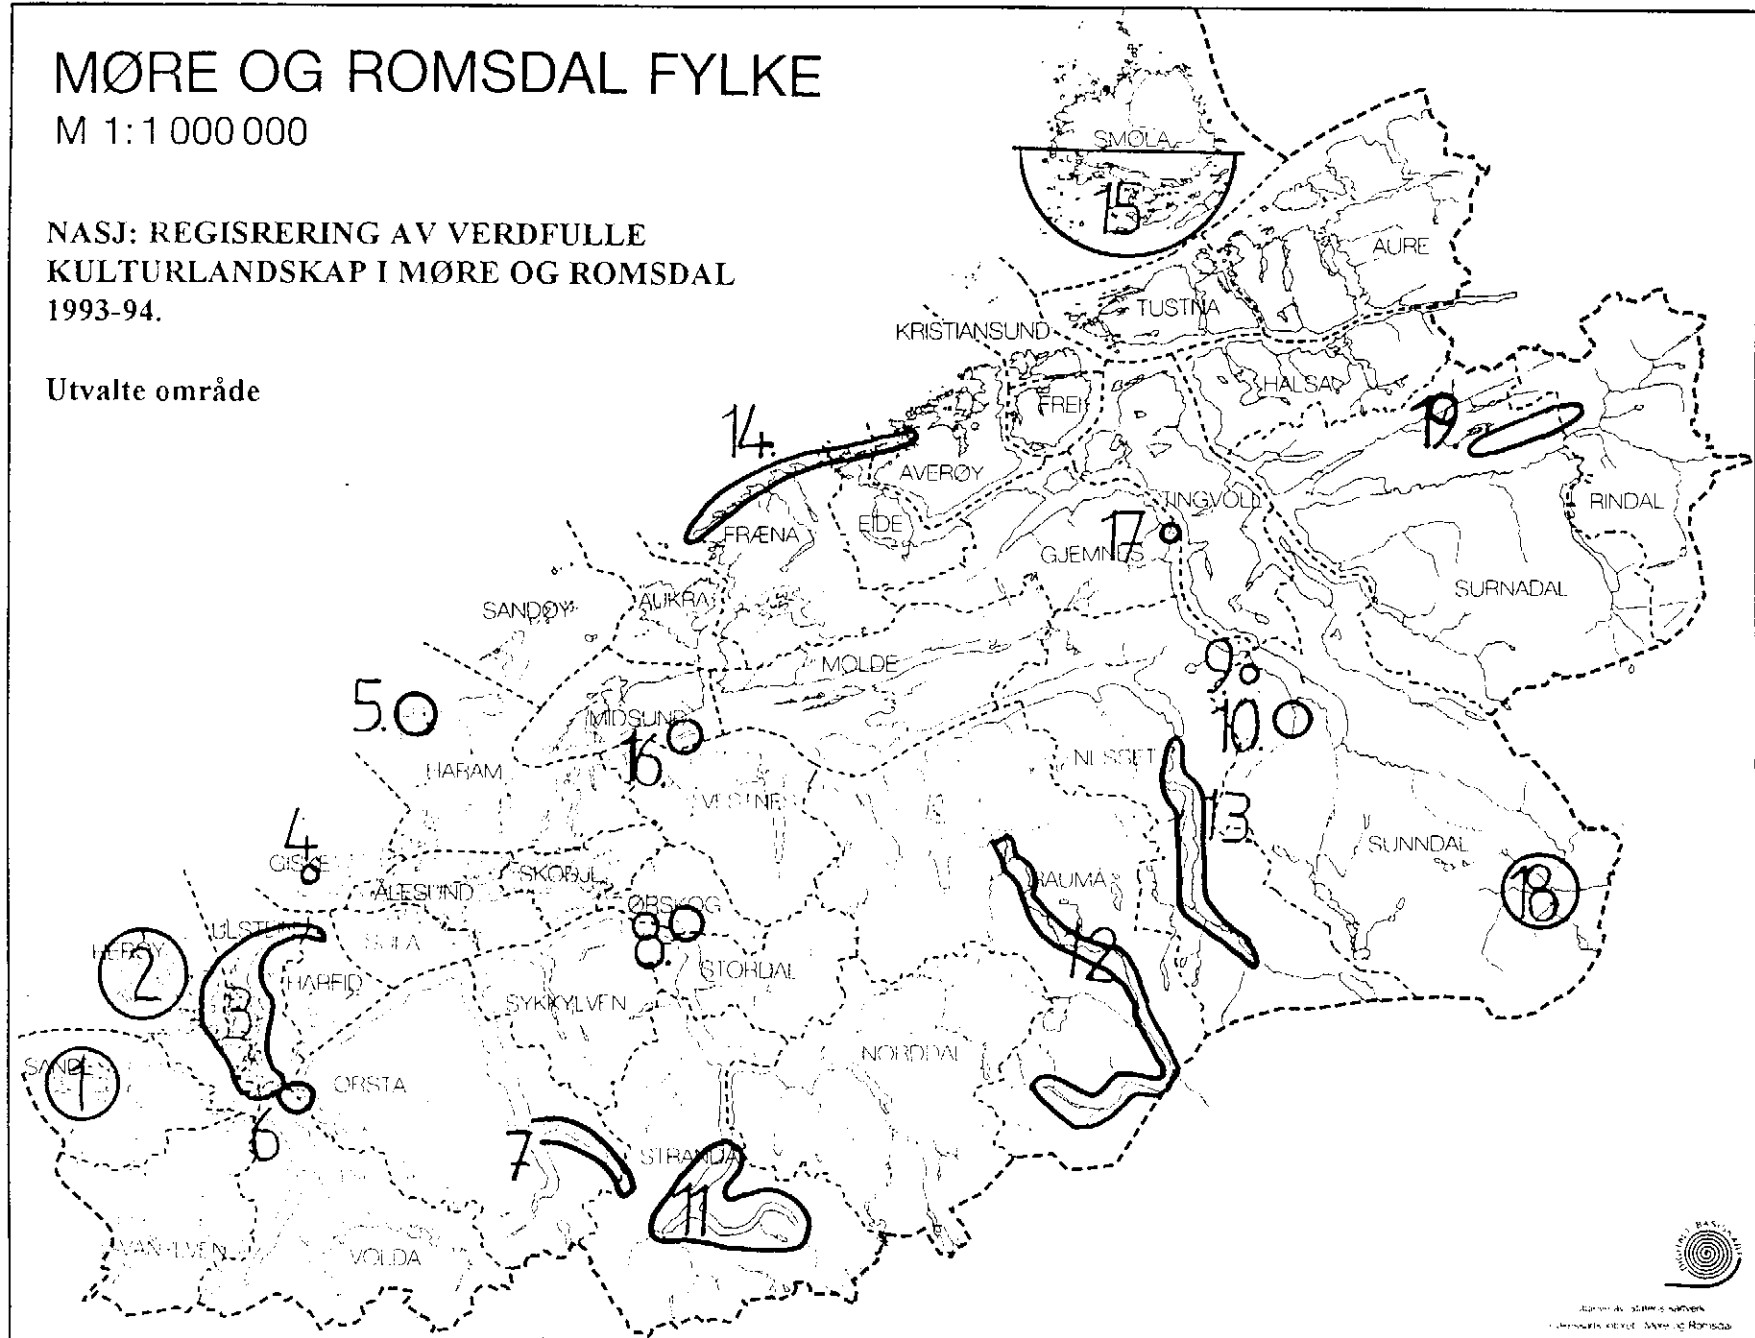 MØRE OG ROMSDAL FYLKE
M 1:1 000 000
NASJ: REGISRERING AV VERDFULLE
KULTURLANDSKAP I MØRE OG ROMSDAL
1993-94.
Utvalte område
SMØLA
15
AURE
TUSTNA
KRISTIANSUND
HALSA
FREI
19.
14.
AVERØY
TINGVOLL
RINDAL
EIDE
FRÆNA
17
GJEMNES
SURNADAL
SANDØY
AUKRA
MOLDE
9.
5.
MIDSUND
10.
16.
NESSET
HARAM
VESTNES
13.
SUNNDAL
4.
GISKE
SKODJE
RAUMA
18
ÅLESUND
ØRSKOG
ULSTEIN
SULA
8.
12
HERØY
2
STORDAL
HAREID
3
SYKKYLVEN
NORDDAL
SANDE
1
ØRSTA
6
7
STRANDA
11
VANYLVEN
VOLDA